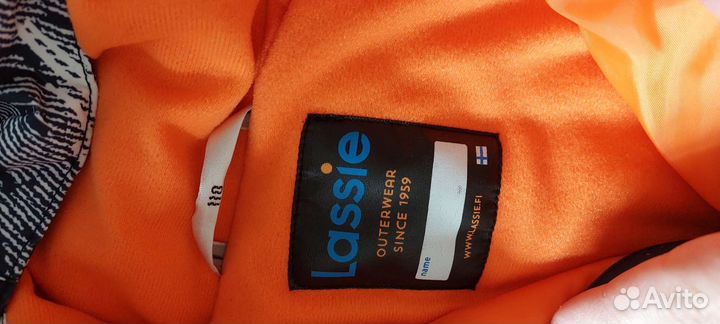 Lassie
OUTERWEAR
SINCE 1959
name
WWW.LASSIE.FI
110
Avito